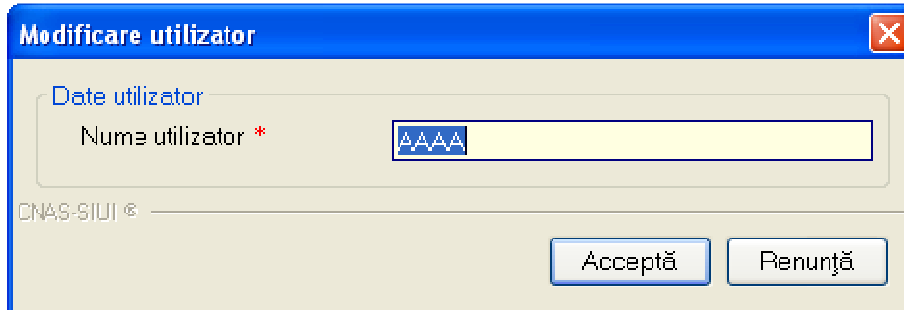 Modificare utilizator
Date utilizator
Nume utilizator *
AAAA
CNAS-SIUI ®
Acceptă
Renunţă